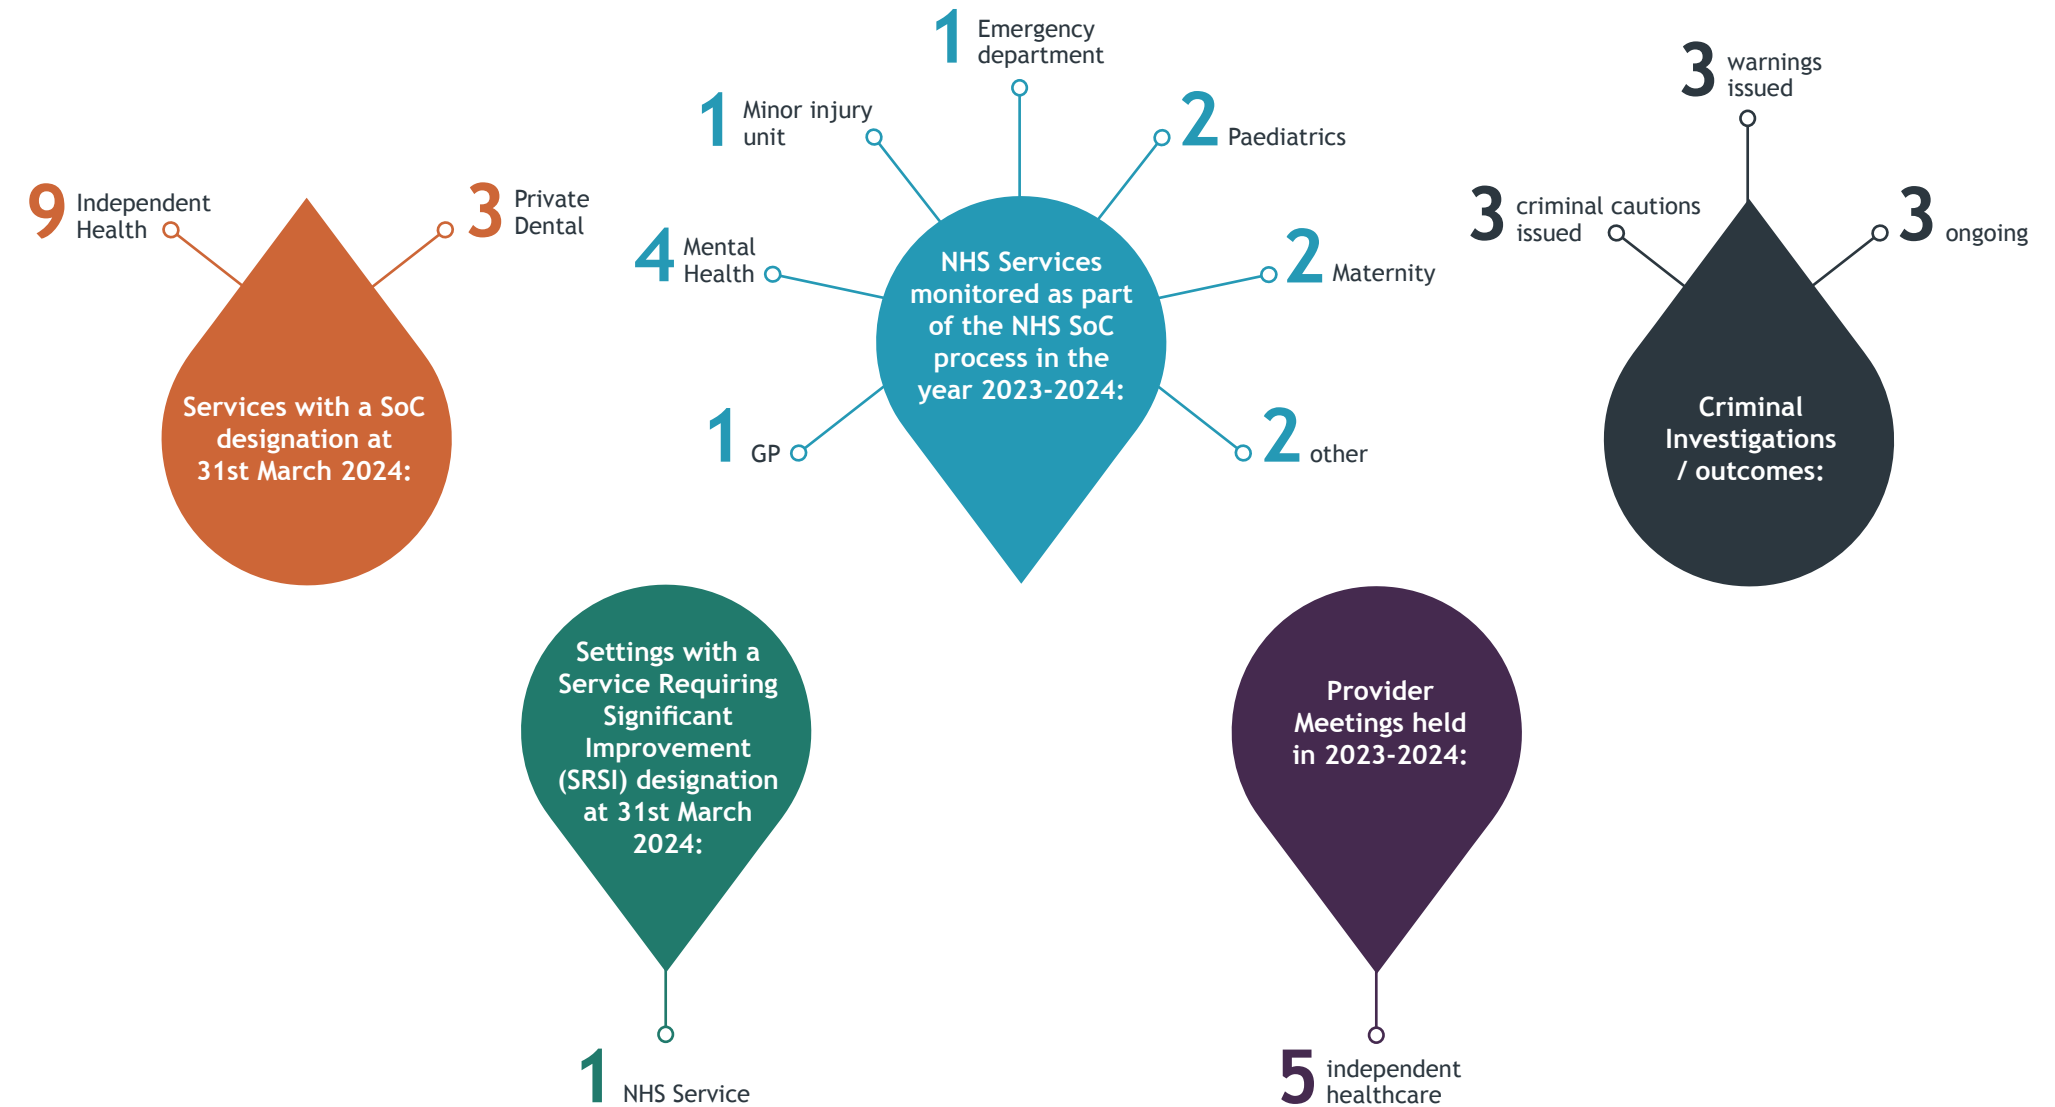 9 Independent
Health
3 Private
Dental
Services with a SoC
designation at
31st March 2024:
1 Emergency
department
1 Minor injury
unit
2 Paediatrics
4 Mental
Health
2 Maternity
1 GP
2 other
NHS Services
monitored as part
of the NHS SoC
process in the
year 2023-2024:
3 warnings
issued
3 criminal cautions
issued
3 ongoing
Criminal
Investigations
/ outcomes:
Settings with a
Service Requiring
Significant
Improvement
(SRSI) designation
at 31st March
2024:
1 NHS Service
Provider
Meetings held
in 2023-2024:
5 independent
healthcare